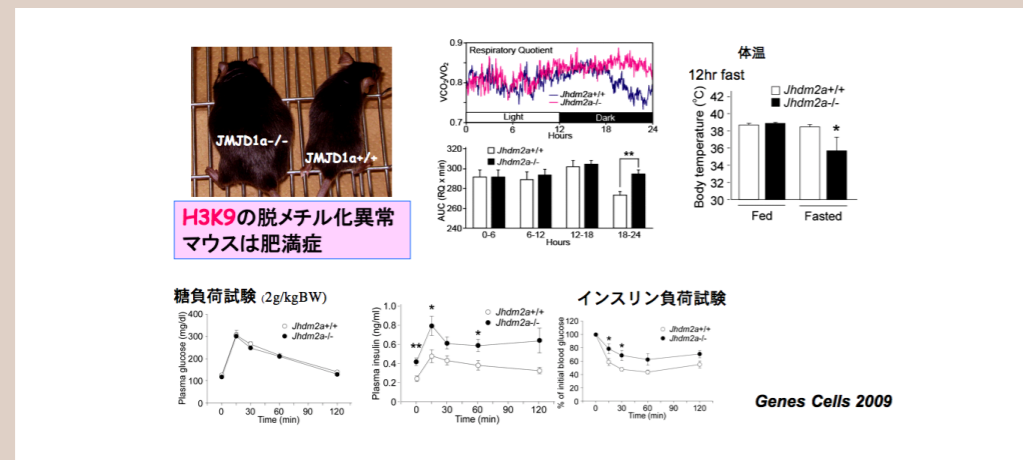 JMJD1a-/-
JMJD1a+/+
H3K9の脱メチル化異常
マウスは肥満症
Respiratory Quotient
VCO2/VO2
0.9
0.8
0.7
Jhdm2a+/+
Jhdm2a-/-
Light
Dark
0 6 12 18 24
Hours
AUC (RQ x min)
320
300
280
260
240
Jhdm2a+/+
Jhdm2a-/-
**
0-6 6-12 12-18 18-24
Hours
体温
12hr fast
Body temperature (°C)
42
40
38
36
34
32
30
Jhdm2a+/+
Jhdm2a-/-
*
Fed Fasted
糖負荷試験 (2g/kgBW)
Plasma glucose (mg/dl)
400
300
200
100
0
Jhdm2a+/+
Jhdm2a-/-
0 30 60 90 120
Time (min)
Plasma insulin (ng/ml)
1.0
0.8
0.6
0.4
0.2
0
Jhdm2a+/+
Jhdm2a-/-
** * *
0 30 60 90 120
Time (min)
インスリン負荷試験
% of initial blood glucose
120
100
80
60
40
20
0
Jhdm2a+/+
Jhdm2a-/-
* *
0 30 60 90 120
Time (min)
Genes Cells 2009